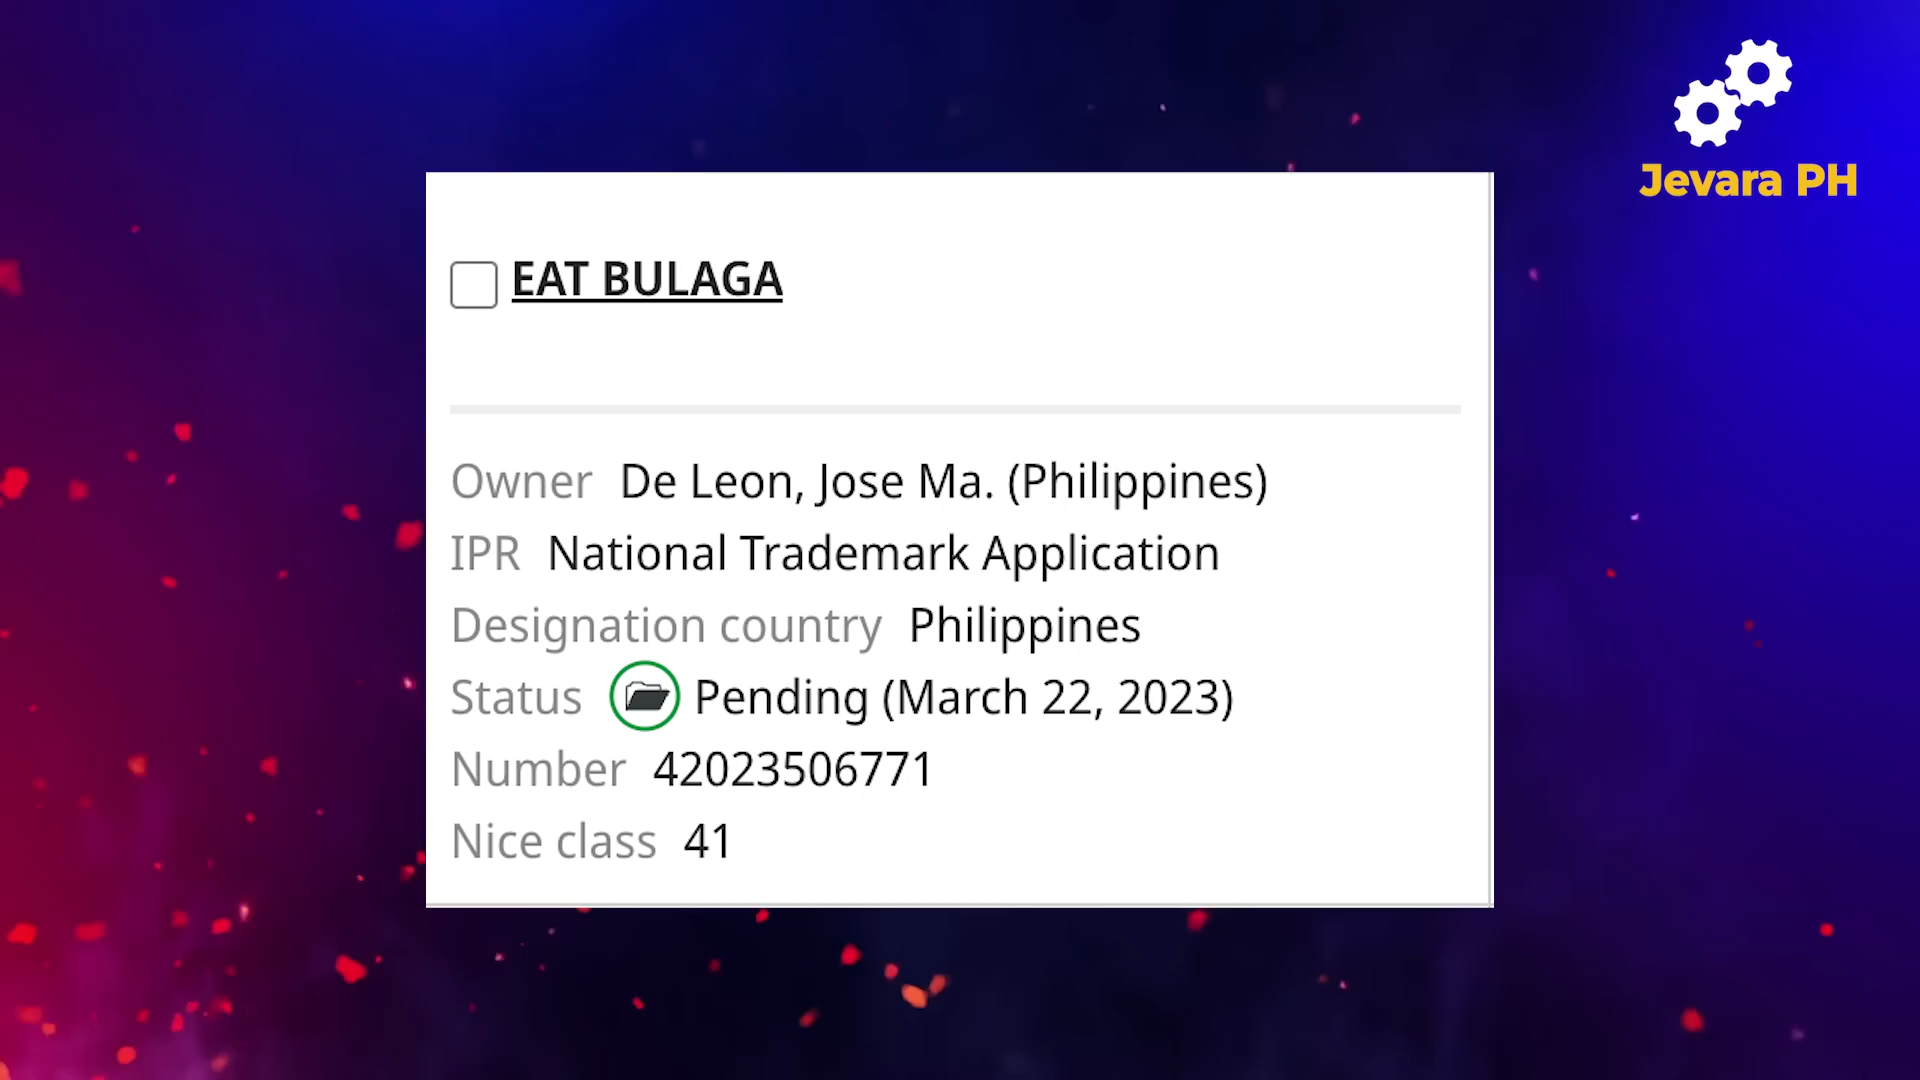 Jevara PH
EAT BULAGA
Owner De Leon, Jose Ma. (Philippines)
IPR National Trademark Application
Designation country Philippines
Status Pending (March 22, 2023)
Number 42023506771
Nice class 41